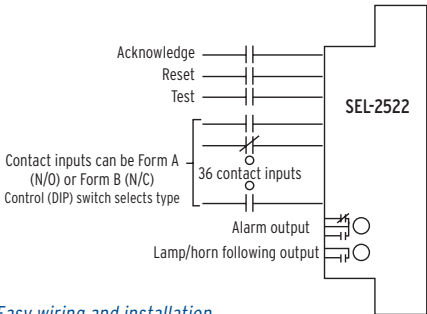 Acknowledge
Reset
Test
SEL-2522
Contact inputs can be Form A
(N/O) or Form B (N/C)
Control (DIP) switch selects type
36 contact inputs
Alarm output
Lamp/horn following output
Easy wiring and installation